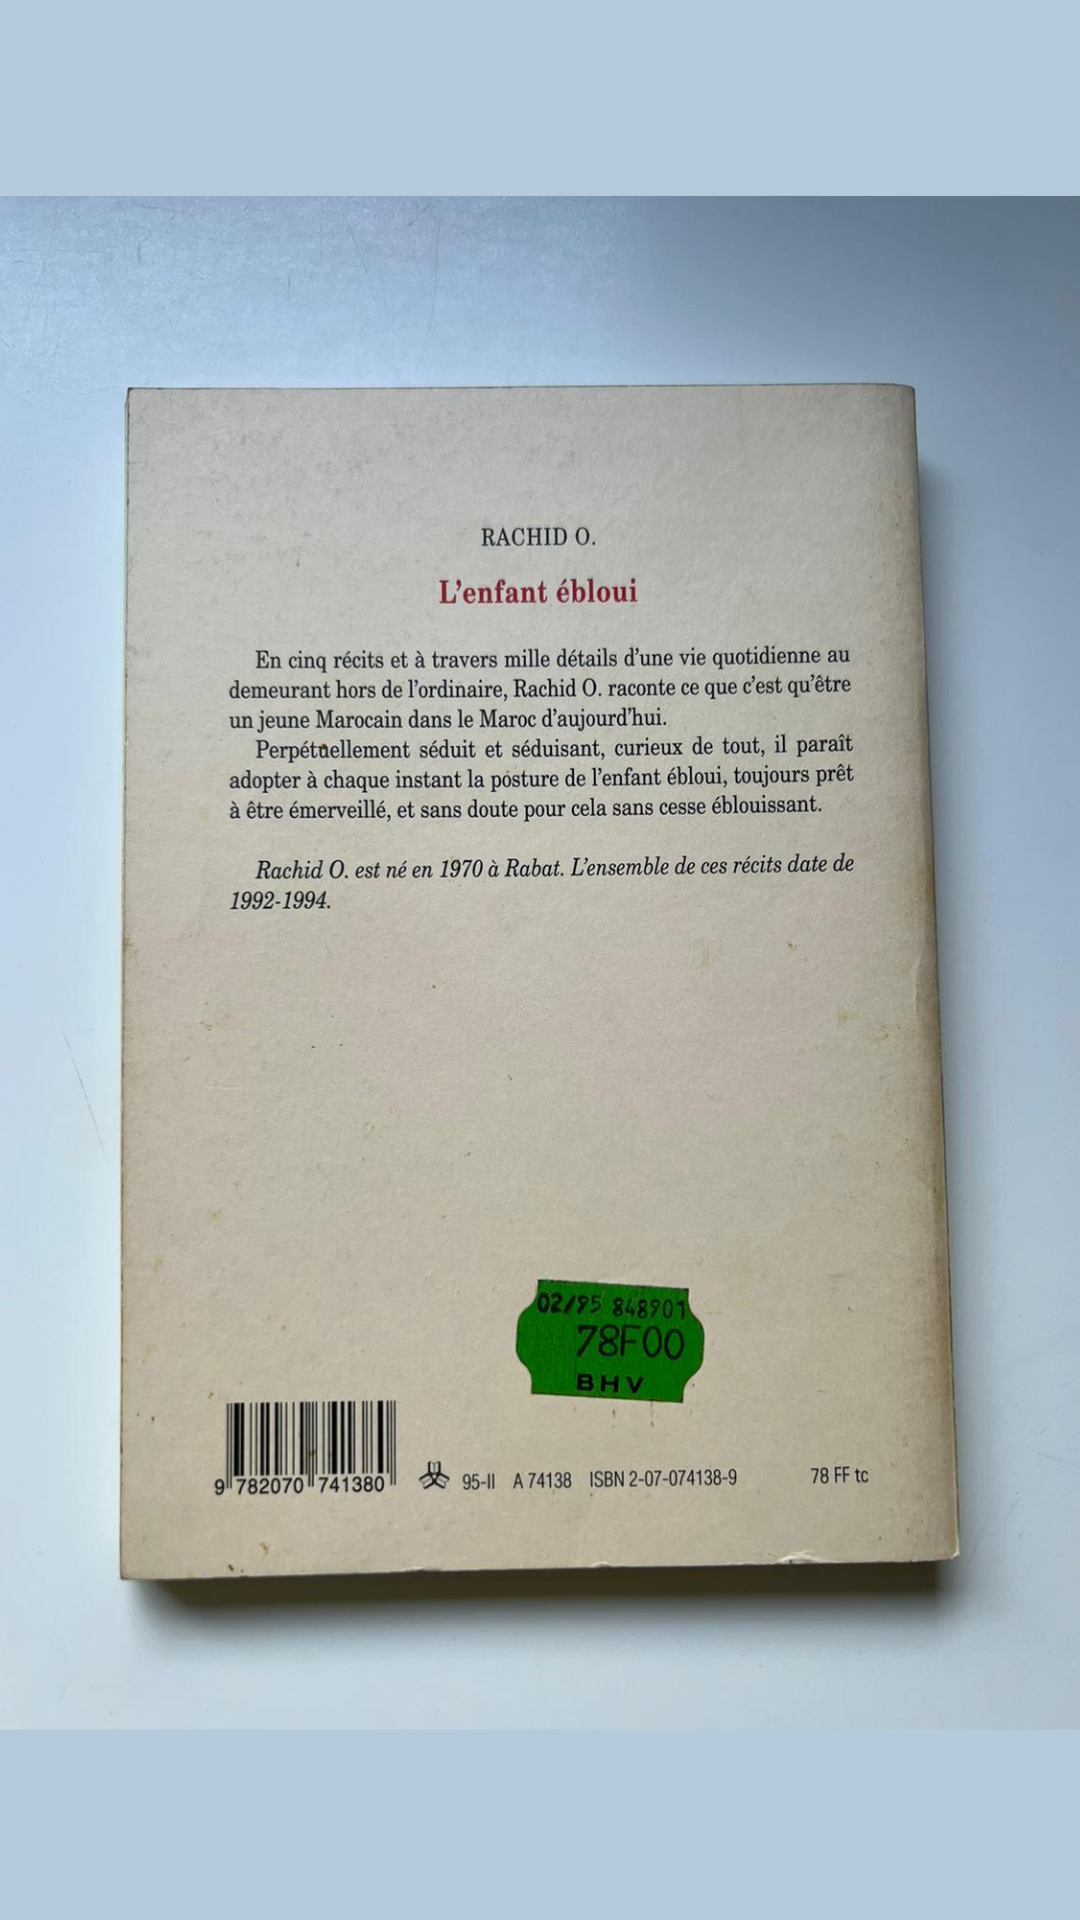 RACHID O.
L'enfant ébloui
En cinq récits et à travers mille détails d'une vie quotidienne au
demeurant hors de l'ordinaire, Rachid O. raconte ce que c'est qu'être
un jeune Marocain dans le Maroc d'aujourd'hui.
Perpétuellement séduit et séduisant, curieux de tout, il paraît
adopter à chaque instant la posture de l'enfant ébloui, toujours prêt
à être émerveillé, et sans doute pour cela sans cesse éblouissant.
Rachid O. est né en 1970 à Rabat. L'ensemble de ces récits date de
1992-1994.
02/95 848901
78F00
BHV
9 782070 741380
95-II A 74138 ISBN 2-07-074138-9 78 FF tc